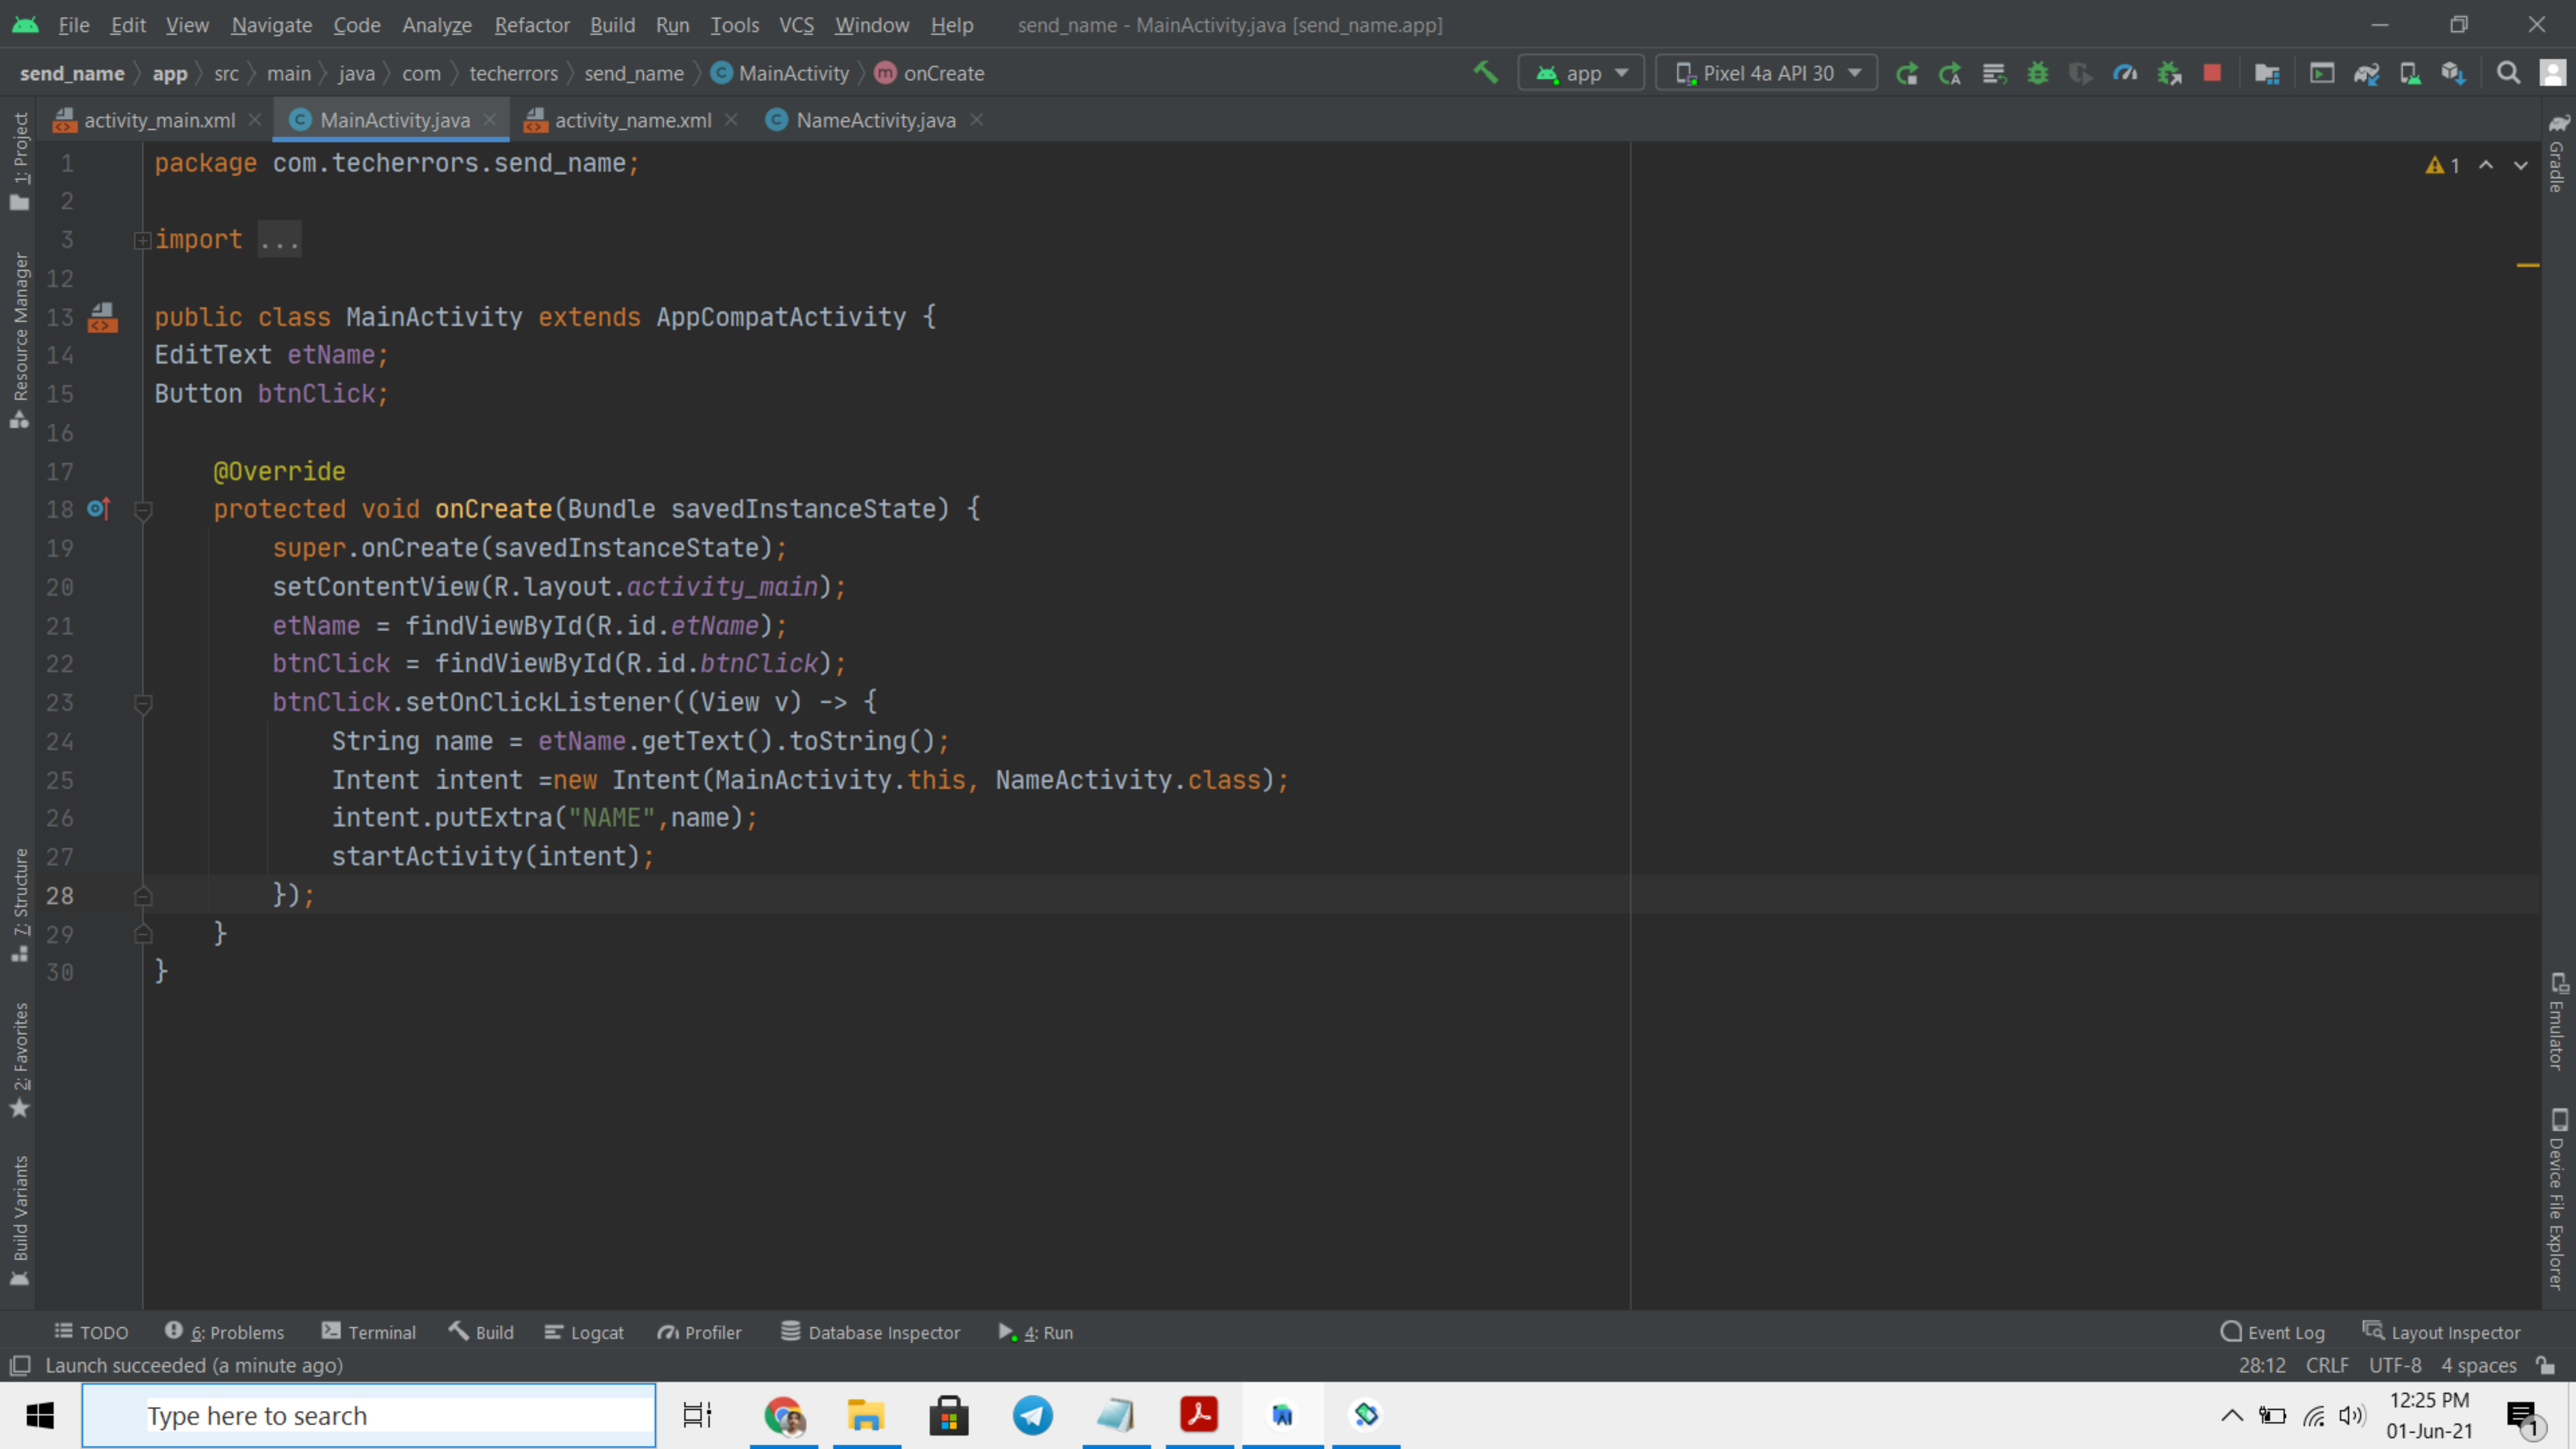 File Edit View Navigate Code Analyze Refactor Build Run Tools VCS Window Help send_name - MainActivity.java [send_name.app]
send_name app src main java com techerrors send_name C MainActivity m onCreate app Pixel 4a API 30
activity_main.xml C MainActivity.java activity_name.xml C NameActivity.java
1: Project
Resource Manager
7: Structure
2: Favorites
Build Variants
1 package com.techerrors.send_name;
2
3 import ...
12
13 public class MainActivity extends AppCompatActivity {
14 EditText etName;
15 Button btnClick;
16
17 @Override
18 protected void onCreate(Bundle savedInstanceState) {
19 super.onCreate(savedInstanceState);
20 setContentView(R.layout.activity_main);
21 etName = findViewById(R.id.etName);
22 btnClick = findViewById(R.id.btnClick);
23 btnClick.setOnClickListener((View v) -> {
24 String name = etName.getText().toString();
25 Intent intent =new Intent(MainActivity.this, NameActivity.class);
26 intent.putExtra("NAME",name);
27 startActivity(intent);
28 });
29 }
30 }
1
Gradle
Emulator
Device File Explorer
TODO 6: Problems Terminal Build Logcat Profiler Database Inspector 4: Run Event Log Layout Inspector
Launch succeeded (a minute ago) 28:12 CRLF UTF-8 4 spaces
Type here to search
12:25 PM
01-Jun-21
1